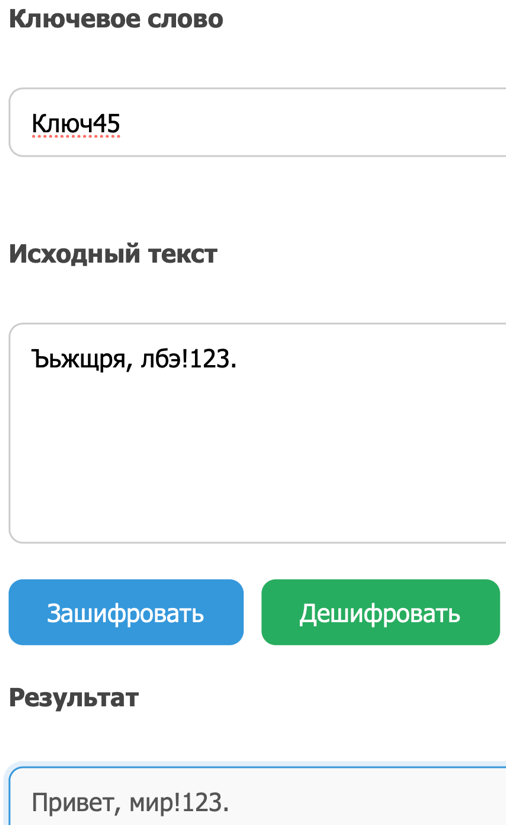 Ключевое слово
Ключ45
Исходный текст
Ъьжщря, лбэ!123.
Зашифровать Дешифровать
Результат
Привет, мир!123.